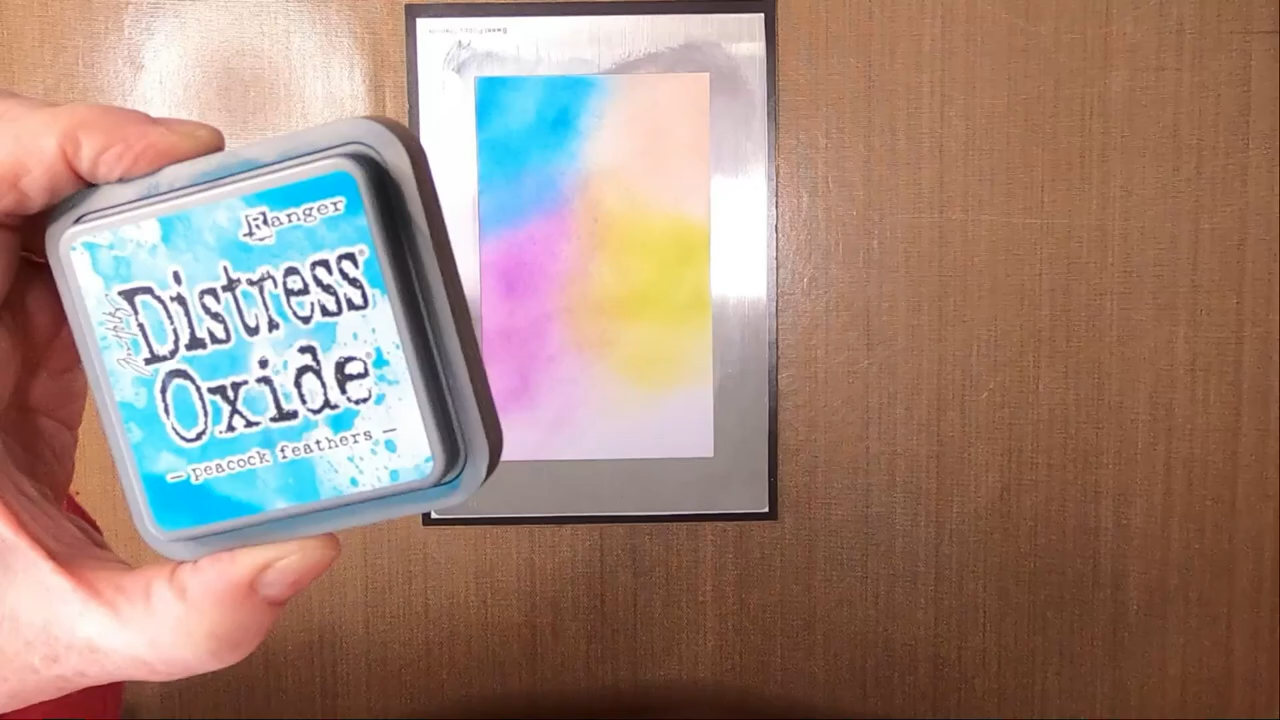 Ranger
Distress®
Oxide®
— peacock feathers —